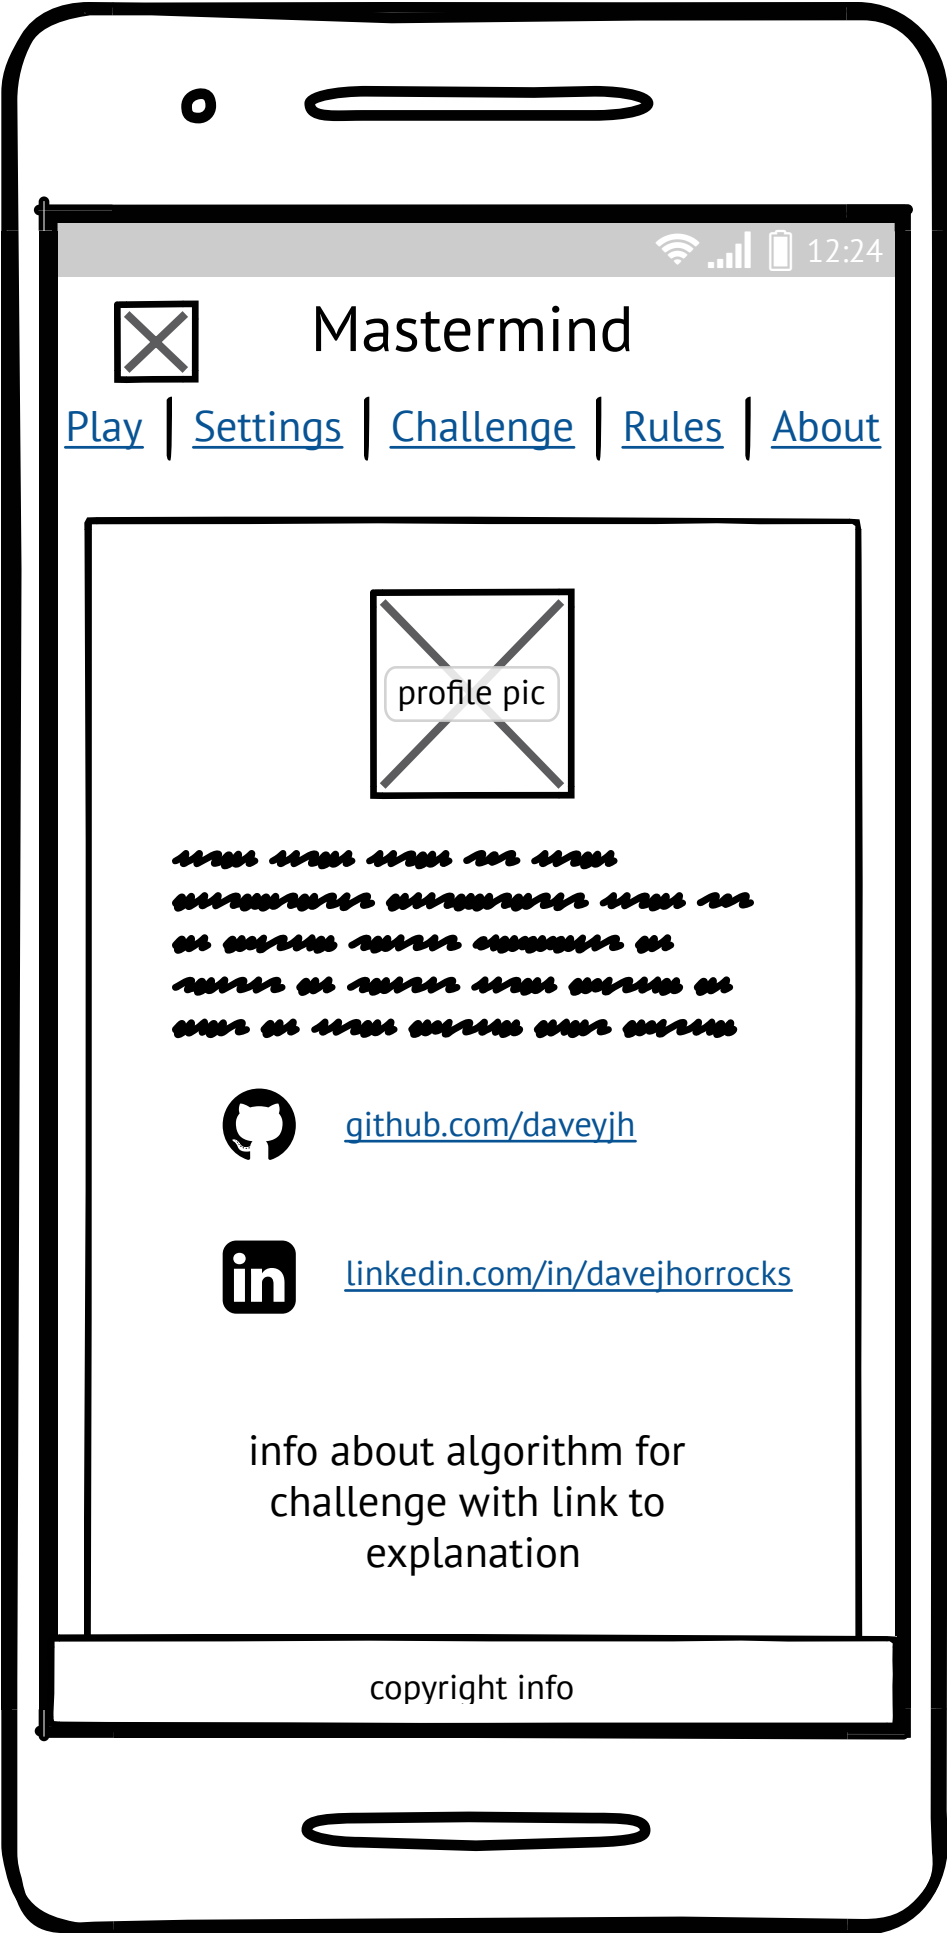 12:24
Mastermind
Play Settings Challenge Rules About
profile pic
github.com/daveyjh
in linkedin.com/in/davejhorrocks
info about algorithm for
challenge with link to
explanation
copyright info